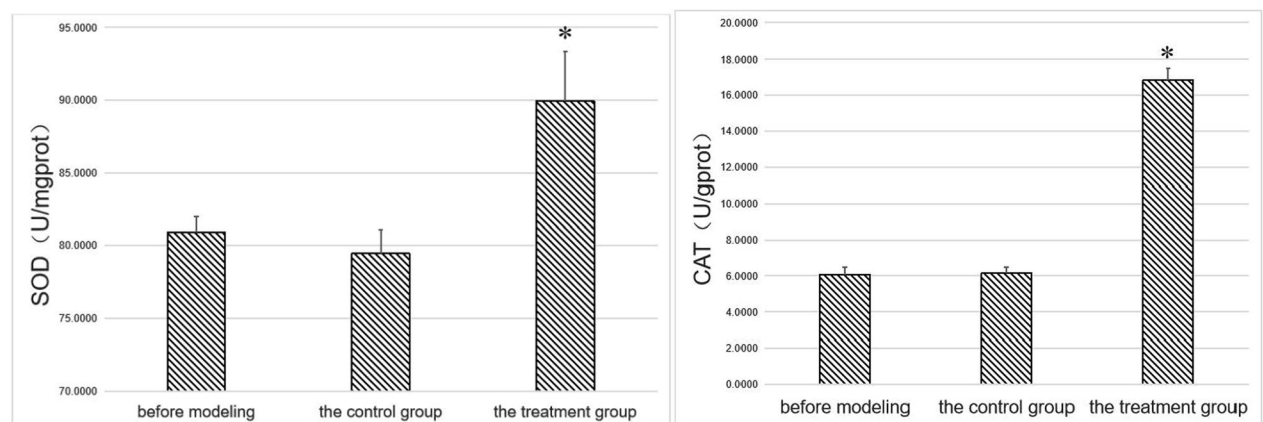 SOD（U/mgprot）
95.0000
90.0000
85.0000
80.0000
75.0000
70.0000
*
before modeling
the control group
the treatment group
CAT（U/gprot）
20.0000
18.0000
16.0000
14.0000
12.0000
10.0000
8.0000
6.0000
4.0000
2.0000
0.0000
*
before modeling
the control group
the treatment group